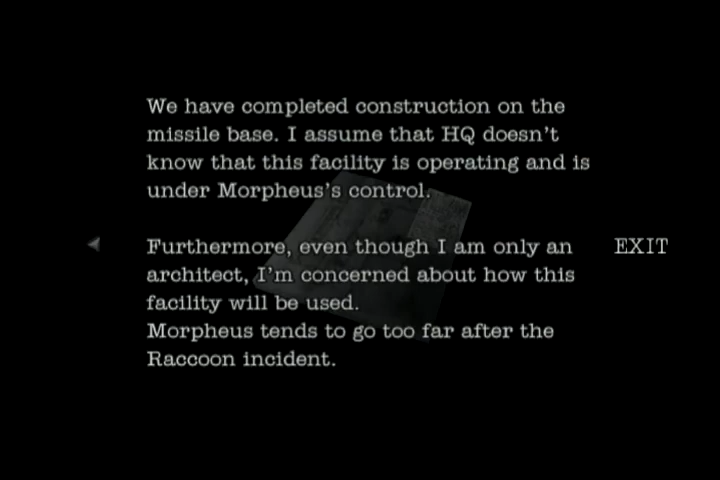 We have completed construction on the
missile base. I assume that HQ doesn't
know that this facility is operating and is
under Morpheus's control.
Furthermore, even though I am only an
architect, I'm concerned about how this
facility will be used.
Morpheus tends to go too far after the
Raccoon incident.
EXIT